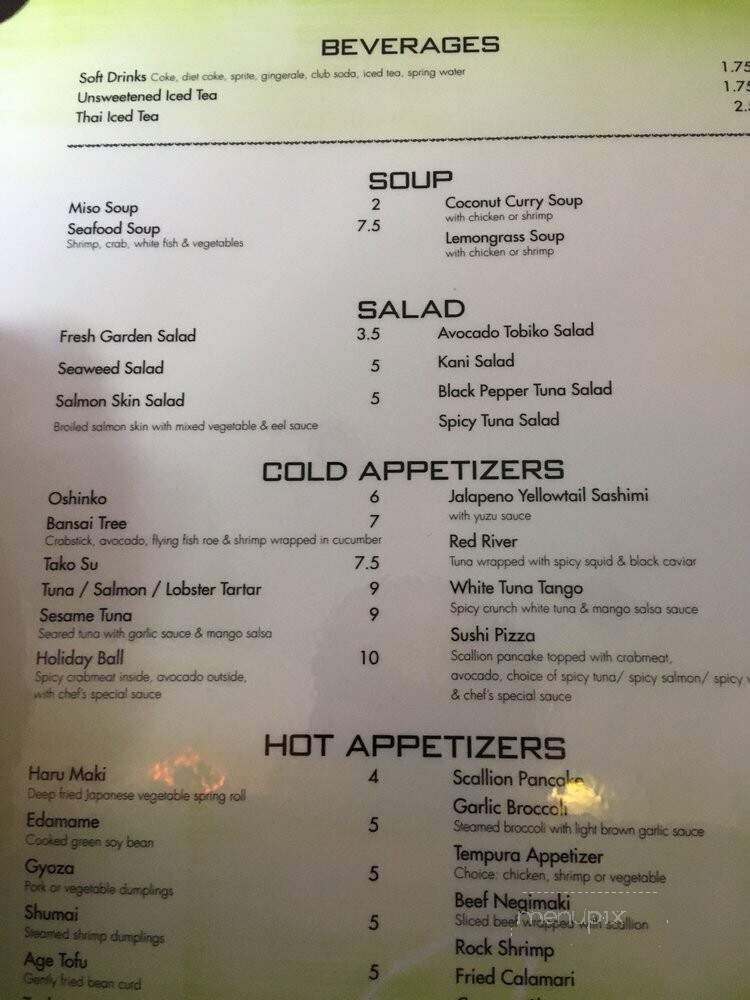 BEVERAGES
Soft Drinks Coke, diet coke, sprite, gingerale, club soda, iced tea, spring water 1.75
Unsweetened Iced Tea 1.75
Thai Iced Tea 2.
SOUP
Miso Soup 2
Seafood Soup 7.5
Shrimp, crab, white fish & vegetables
Coconut Curry Soup
with chicken or shrimp
Lemongrass Soup
with chicken or shrimp
SALAD
Fresh Garden Salad 3.5
Seaweed Salad 5
Salmon Skin Salad 5
Broiled salmon skin with mixed vegetable & eel sauce
Avocado Tobiko Salad
Kani Salad
Black Pepper Tuna Salad
Spicy Tuna Salad
COLD APPETIZERS
Oshinko 6
Bansai Tree 7
Crabstick, avocado, flying fish roe & shrimp wrapped in cucumber
Tako Su 7.5
Tuna / Salmon / Lobster Tartar 9
Sesame Tuna 9
Seared tuna with garlic sauce & mango salsa
Holiday Ball 10
Spicy crabmeat inside, avocado outside,
with chef's special sauce
Jalapeno Yellowtail Sashimi
with yuzu sauce
Red River
Tuna wrapped with spicy squid & black caviar
White Tuna Tango
Spicy crunch white tuna & mango salsa sauce
Sushi Pizza
Scallion pancake topped with crabmeat,
avocado, choice of spicy tuna/ spicy salmon/ spicy
& chef's special sauce
HOT APPETIZERS
Haru Maki 4
Deep fried Japanese vegetable spring roll
Edamame 5
Cooked green soy bean
Gyoza 5
Pork or vegetable dumplings
Shumai 5
Steamed shrimp dumplings
Age Tofu 5
Gently fried bean curd
Scallion Pancake
Garlic Broccoli
Steamed broccoli with light brown garlic sauce
Tempura Appetizer
Choice: chicken, shrimp or vegetable
Beef Negimaki
Sliced beef wrapped with scallion
Rock Shrimp
Fried Calamari
menupix